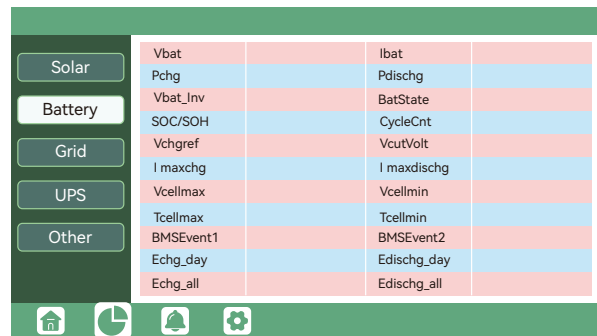 Solar
Battery
Grid
UPS
Other
Vbat Ibat
Pchg Pdischg
Vbat_Inv BatState
SOC/SOH CycleCnt
Vchgref VcutVolt
I maxchg I maxdischg
Vcellmax Vcellmin
Tcellmax Tcellmin
BMSEvent1 BMSEvent2
Echg_day Edischg_day
Echg_all Edischg_all